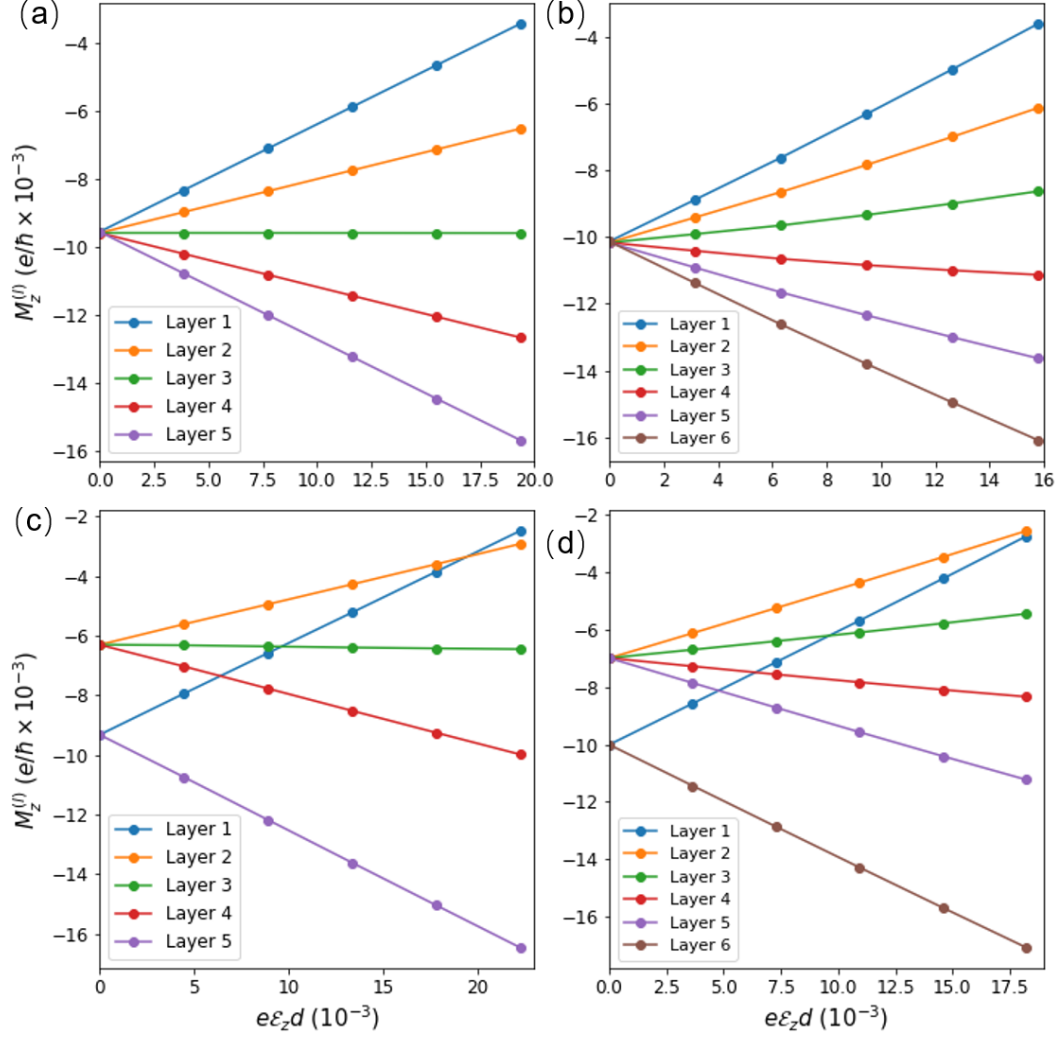 (a)
−4
−6
−8
−10
−12
−14
−16
M_z^(l) (e/ħ × 10^−3)
Layer 1
Layer 2
Layer 3
Layer 4
Layer 5
0.0 2.5 5.0 7.5 10.0 12.5 15.0 17.5 20.0
(b)
−4
−6
−8
−10
−12
−14
−16
Layer 1
Layer 2
Layer 3
Layer 4
Layer 5
Layer 6
0 2 4 6 8 10 12 14 16
(c)
−2
−4
−6
−8
−10
−12
−14
−16
M_z^(l) (e/ħ × 10^−3)
Layer 1
Layer 2
Layer 3
Layer 4
Layer 5
0 5 10 15 20
eℰ_z d (10^−3)
(d)
−2
−4
−6
−8
−10
−12
−14
−16
Layer 1
Layer 2
Layer 3
Layer 4
Layer 5
Layer 6
0.0 2.5 5.0 7.5 10.0 12.5 15.0 17.5
eℰ_z d (10^−3)